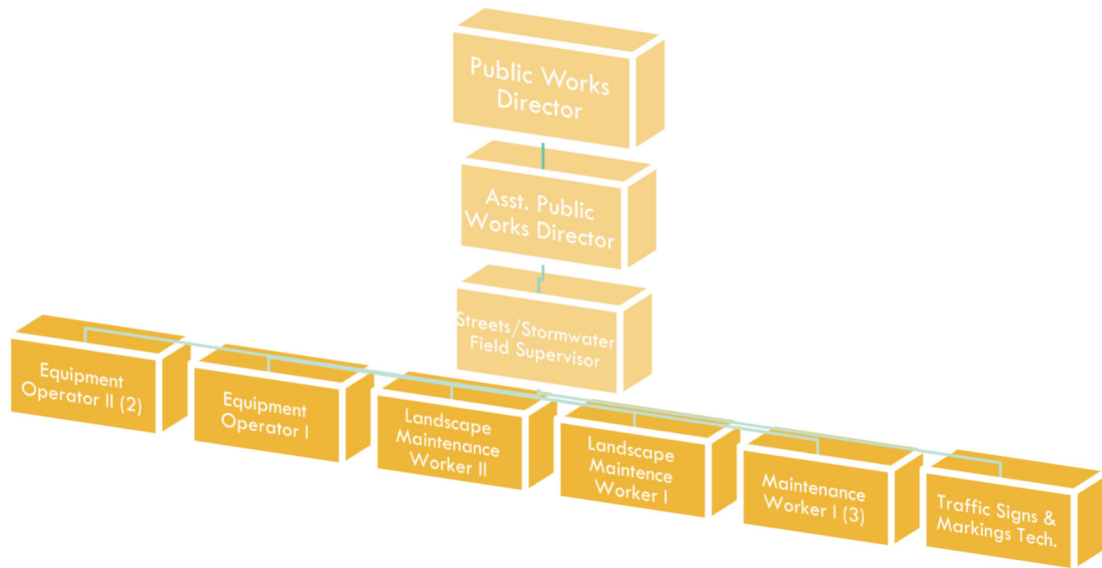 Public Works
Director
Asst. Public
Works Director
Streets/Stormwater
Field Supervisor
Equipment
Operator II (2)
Equipment
Operator I
Landscape
Maintenance
Worker II
Landscape
Maintence
Worker I
Maintenance
Worker I (3)
Traffic Signs &
Markings Tech.